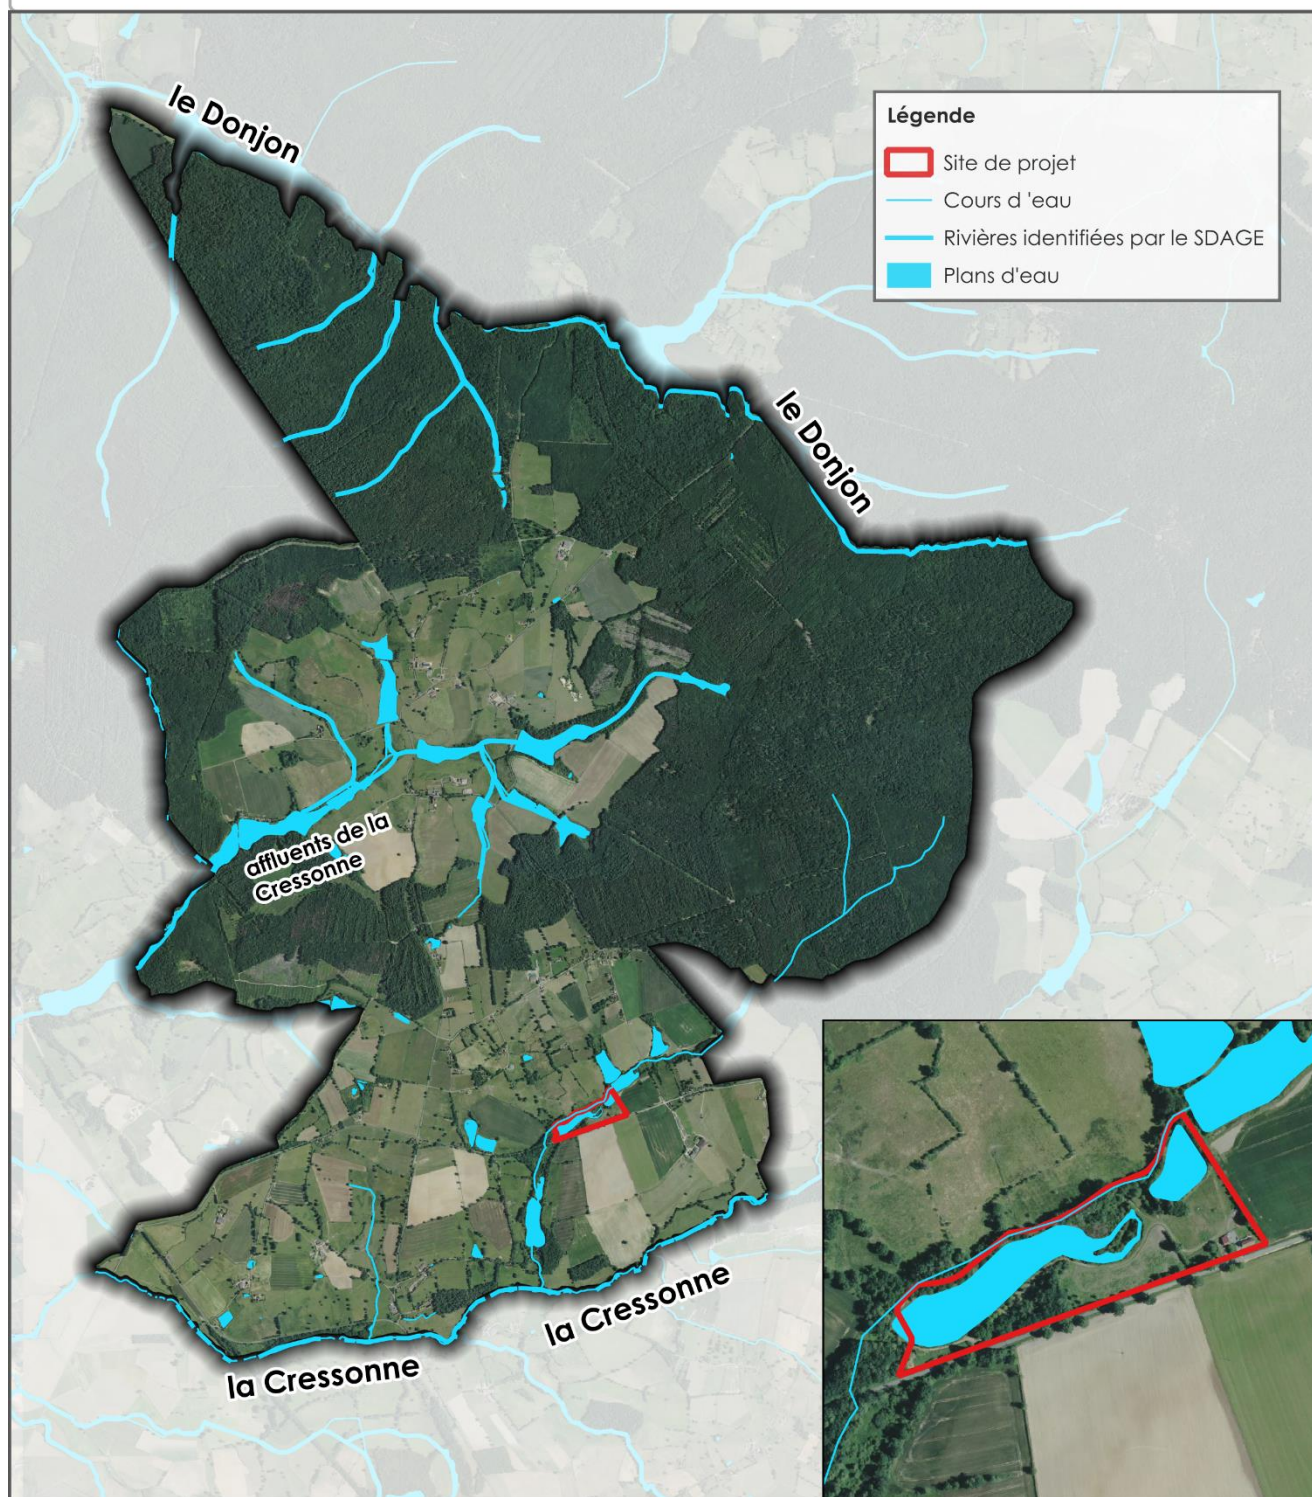 le Donjon
Légende
Site de projet
Cours d 'eau
Rivières identifiées par le SDAGE
Plans d'eau
le Donjon
affluents de la
Cressonne
la Cressonne
la Cressonne